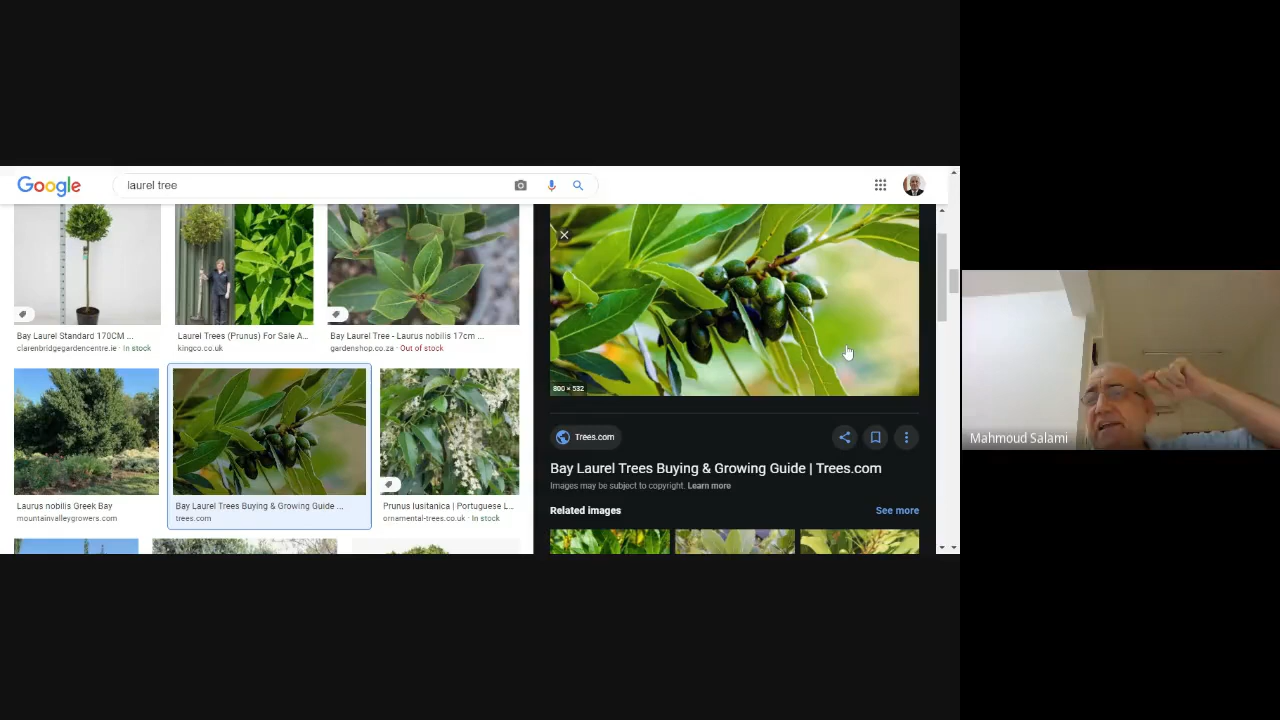 Google
laurel tree
Bay Laurel Standard 170CM ...
clarenbridgegardencentre.ie · In stock
Laurel Trees (Prunus) For Sale A...
kingco.co.uk
Bay Laurel Tree - Laurus nobilis 17cm ...
gardenshop.co.za · Out of stock
Laurus nobilis Greek Bay
mountainvalleygrowers.com
Bay Laurel Trees Buying & Growing Guide ...
trees.com
Prunus lusitanica | Portuguese L...
ornamental-trees.co.uk · In stock
800 × 532
Trees.com
Bay Laurel Trees Buying & Growing Guide | Trees.com
Images may be subject to copyright. Learn more
Related images
See more
Mahmoud Salami